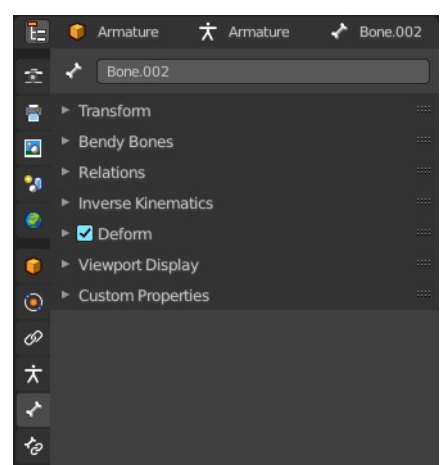 Armature Armature Bone.002
Bone.002
Transform
Bendy Bones
Relations
Inverse Kinematics
Deform
Viewport Display
Custom Properties